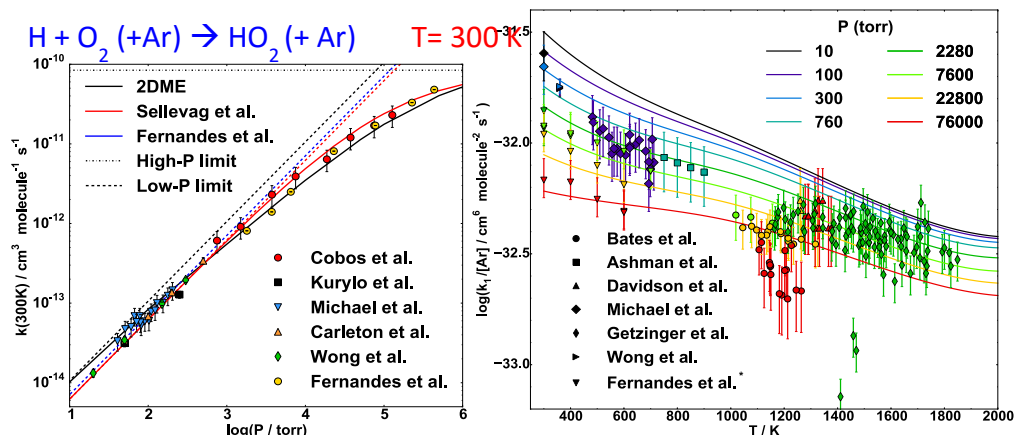 H + O₂ (+Ar) → HO₂ (+ Ar) T= 300 K
k(300K) / cm³ molecule⁻¹ s⁻¹
10⁻¹⁰
10⁻¹¹
10⁻¹²
10⁻¹³
10⁻¹⁴
2DME
Sellevag et al.
Fernandes et al.
High-P limit
Low-P limit
Cobos et al.
Kurylo et al.
Michael et al.
Carleton et al.
Wong et al.
Fernandes et al.
1 2 3 4 5 6
log(P / torr)
log(k₁/[Ar] / cm⁶ molecule⁻² s⁻¹)
−31.5
−32.0
−32.5
−33.0
P (torr)
10 2280
100 7600
300 22800
760 76000
Bates et al.
Ashman et al.
Davidson et al.
Michael et al.
Getzinger et al.
Wong et al.
Fernandes et al.*
400 600 800 1000 1200 1400 1600 1800 2000
T / K